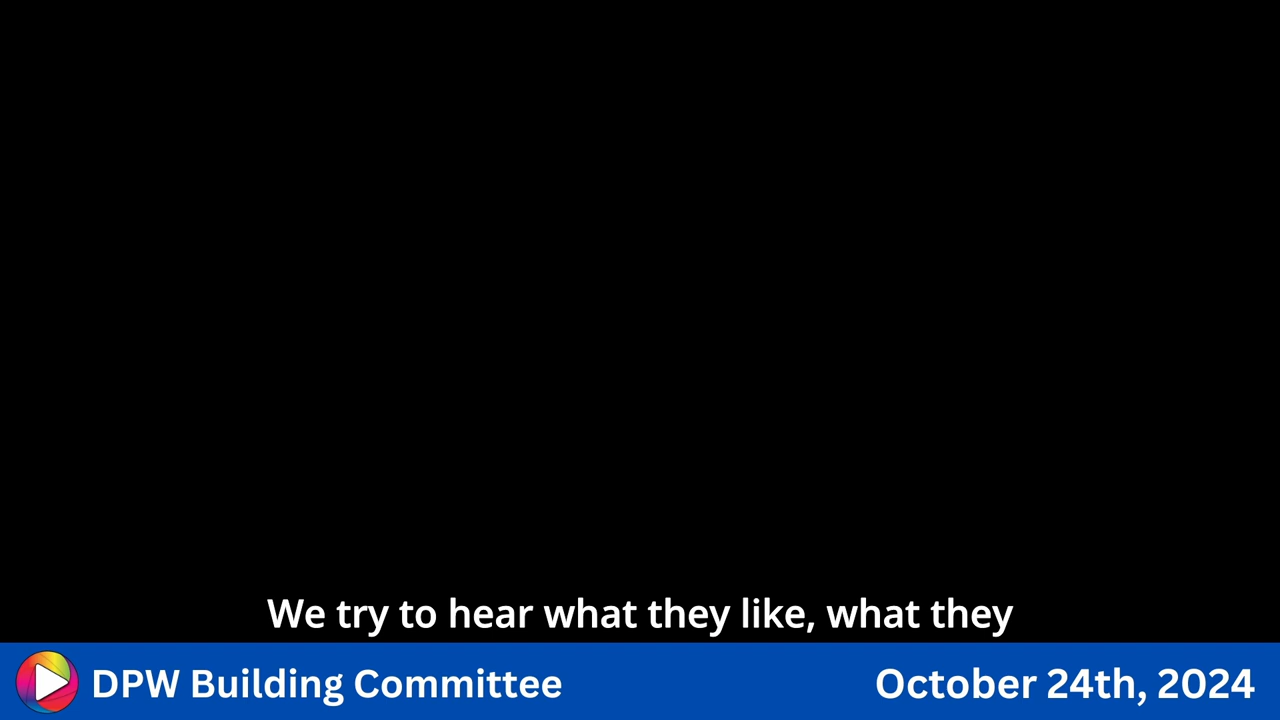 We try to hear what they like, what they
DPW Building Committee
October 24th, 2024